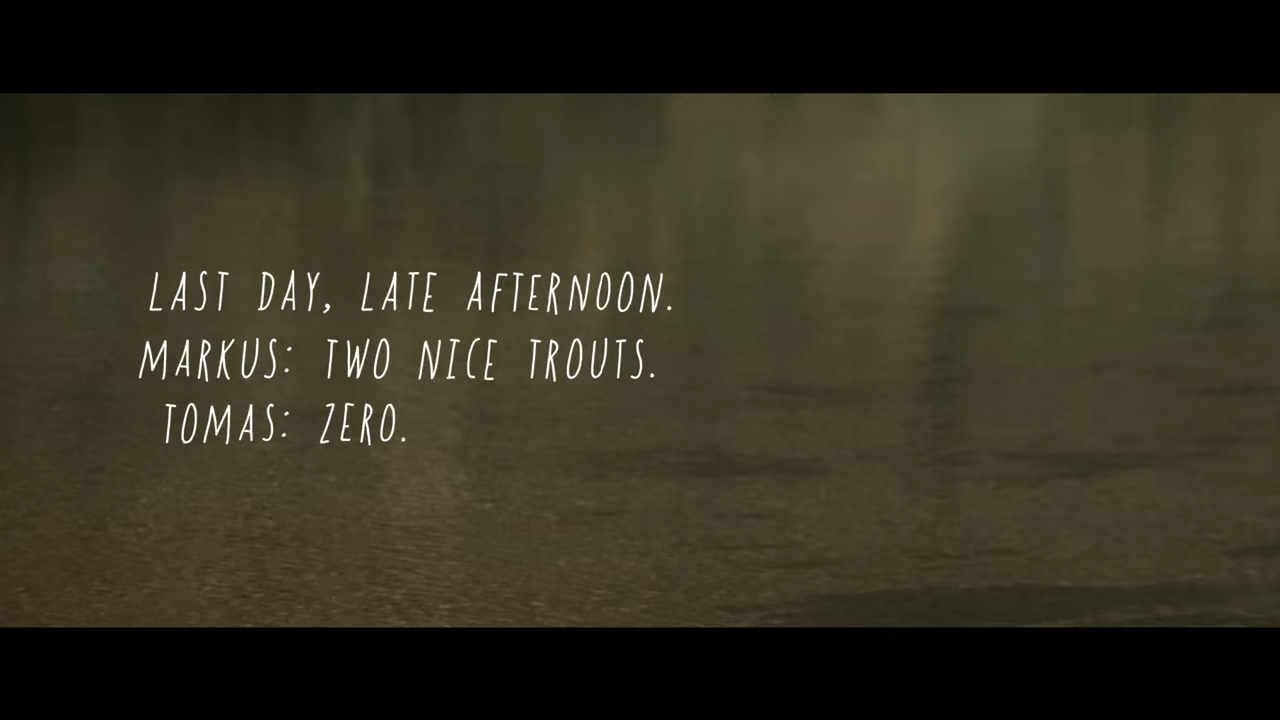 LAST DAY, LATE AFTERNOON.
MARKUS: TWO NICE TROUTS.
TOMAS: ZERO.